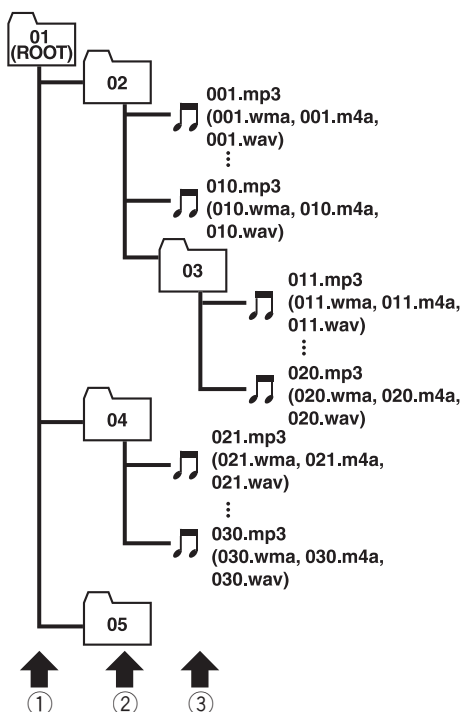 01
(ROOT)
02
001.mp3
(001.wma, 001.m4a,
001.wav)
⋮
010.mp3
(010.wma, 010.m4a,
010.wav)
03
011.mp3
(011.wma, 011.m4a,
011.wav)
⋮
020.mp3
(020.wma, 020.m4a,
020.wav)
04
021.mp3
(021.wma, 021.m4a,
021.wav)
⋮
030.mp3
(030.wma, 030.m4a,
030.wav)
05
① ② ③